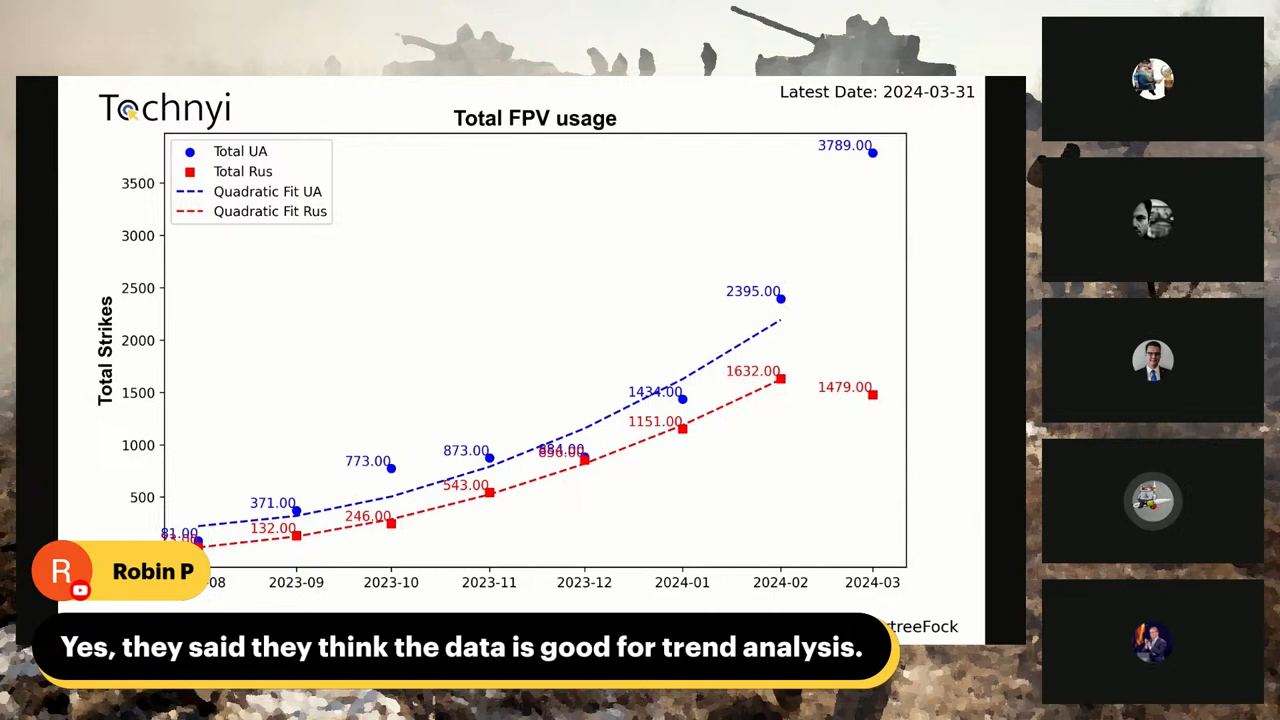 Tochnyi
Latest Date: 2024-03-31
Total FPV usage
Total UA
Total Rus
Quadratic Fit UA
Quadratic Fit Rus
Total Strikes
3500
3000
2500
2000
1500
1000
500
3789.00
2395.00
1632.00
1479.00
1434.00
1151.00
884.00
873.00
773.00
543.00
371.00
246.00
132.00
81.00
08
2023-09
2023-10
2023-11
2023-12
2024-01
2024-02
2024-03
R
Robin P
treeFock
Yes, they said they think the data is good for trend analysis.